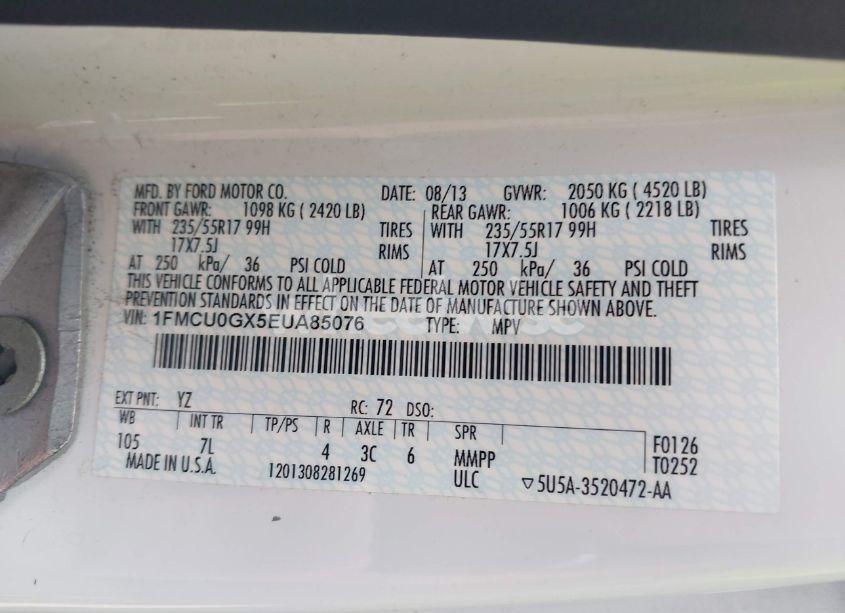 MFD. BY FORD MOTOR CO. DATE: 08/13 GVWR: 2050 KG ( 4520 LB)
FRONT GAWR: 1098 KG ( 2420 LB) REAR GAWR: 1006 KG ( 2218 LB)
WITH 235/55R17 99H TIRES WITH 235/55R17 99H TIRES
17X7.5J RIMS 17X7.5J RIMS
AT 250 kPa/ 36 PSI COLD AT 250 kPa/ 36 PSI COLD
THIS VEHICLE CONFORMS TO ALL APPLICABLE FEDERAL MOTOR VEHICLE SAFETY AND THEFT
PREVENTION STANDARDS IN EFFECT ON THE DATE OF MANUFACTURE SHOWN ABOVE.
VIN: 1FMCU0GX5EUA85076 TYPE: MPV
EXT PNT: YZ RC: 72 DSO:
WB INT TR TP/PS R AXLE TR SPR
105 7L 4 3C 6 MMPP F0126
T0252
MADE IN U.S.A. 1201308281269 ULC ▽5U5A-3520472-AA